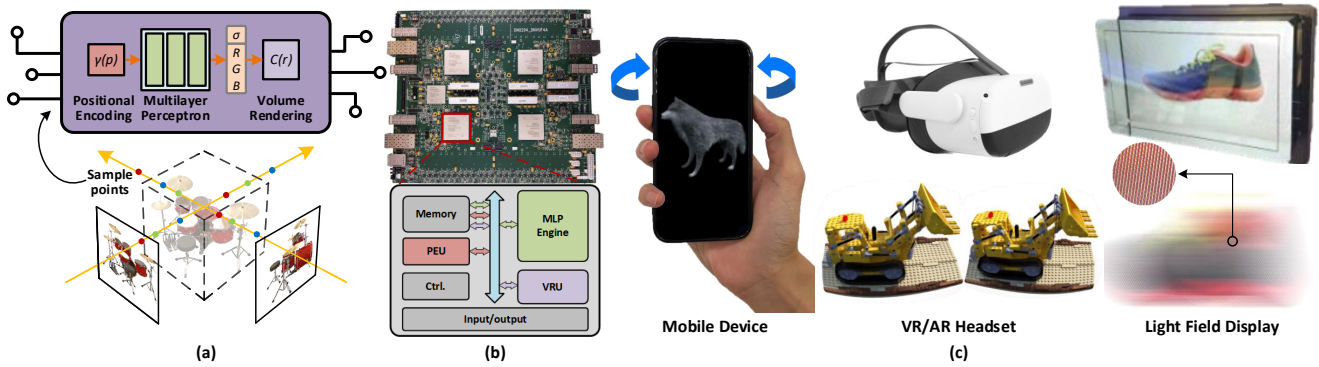 γ(p)
σ
R
G
B
C(r)
Positional
Encoding
Multilayer
Perceptron
Volume
Rendering
Sample
points
(a)
Memory
PEU
Ctrl.
MLP
Engine
VRU
Input/output
(b)
Mobile Device
VR/AR Headset
Light Field Display
(c)